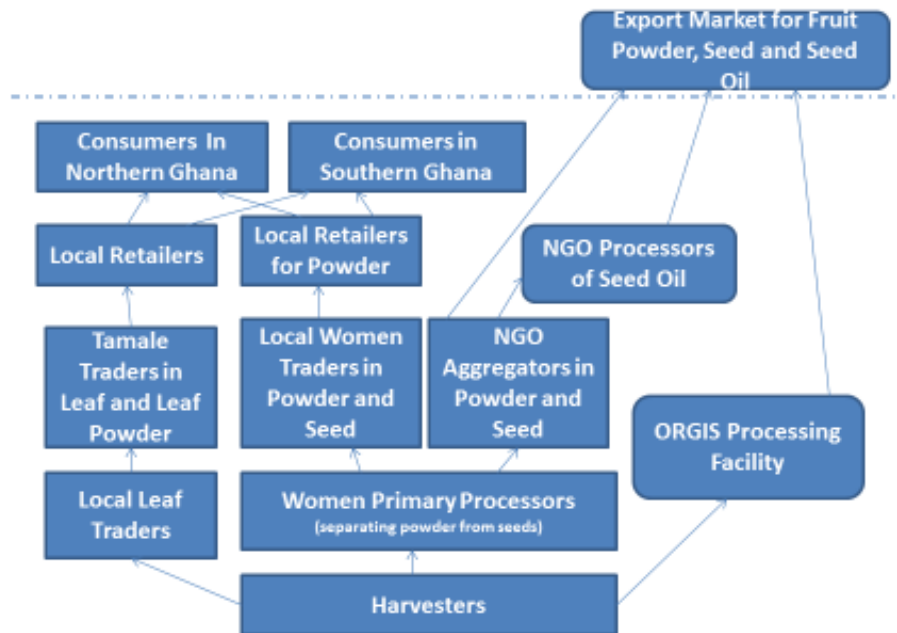 Export Market for Fruit
Powder, Seed and Seed
Oil
Consumers In
Northern Ghana
Consumers in
Southern Ghana
Local Retailers
Local Retailers
for Powder
NGO Processors
of Seed Oil
Tamale
Traders in
Leaf and Leaf
Powder
Local Women
Traders in
Powder and
Seed
NGO
Aggregators in
Powder and
Seed
ORGIS Processing
Facility
Local Leaf
Traders
Women Primary Processors
(separating powder from seeds)
Harvesters